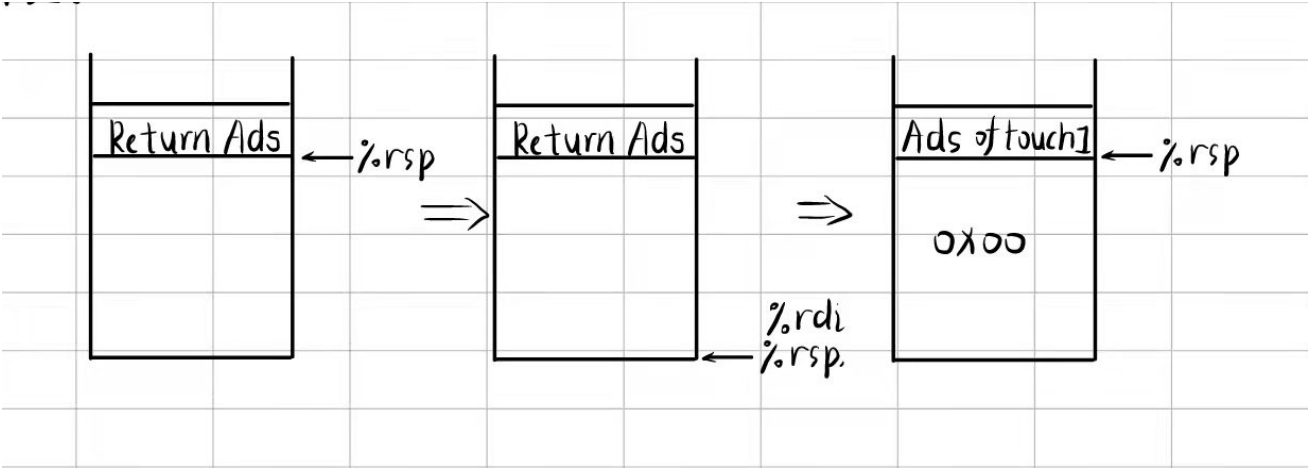 Return Ads
%rsp
Return Ads
%rdi
%rsp.
Ads of touch1
%rsp
0x00